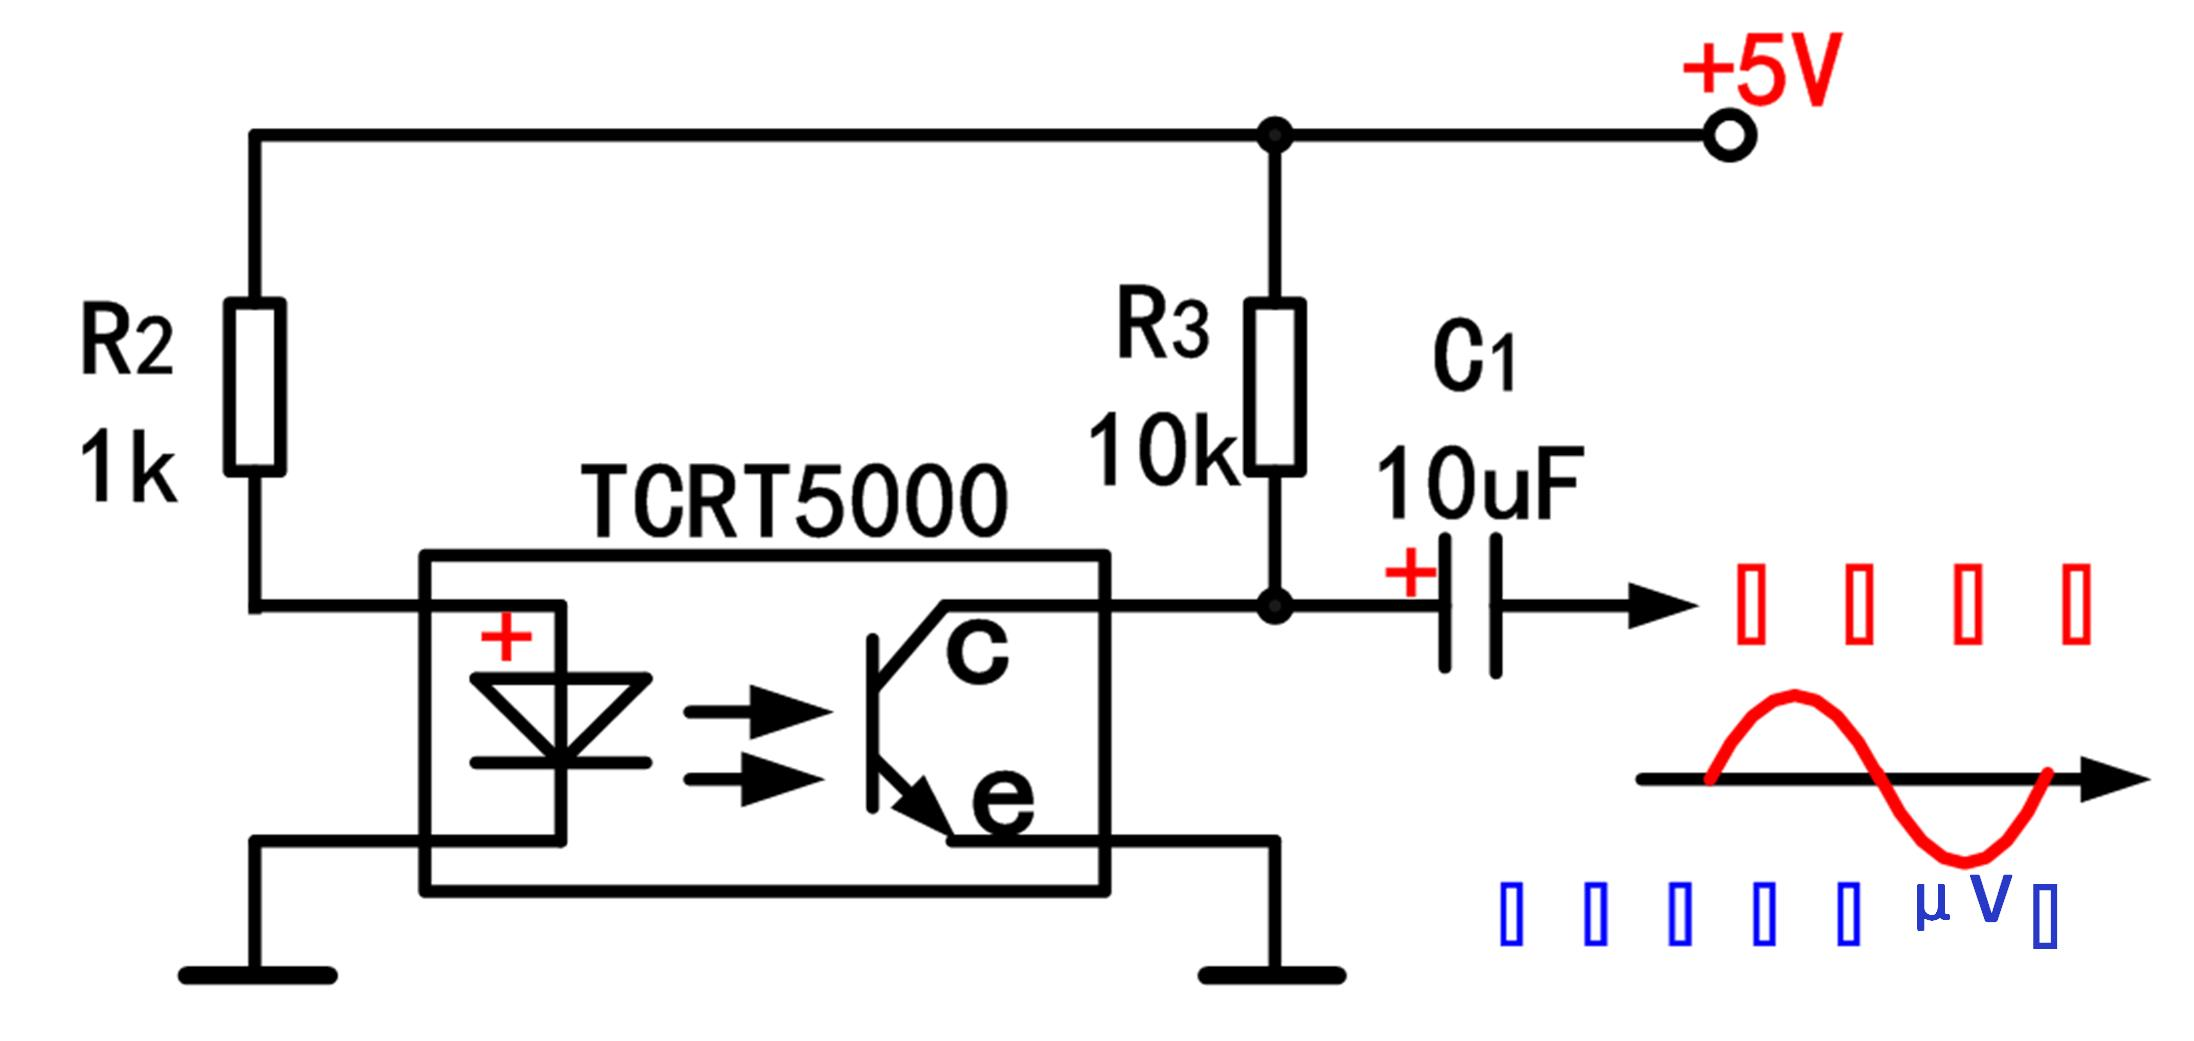 +5V
R2
1k
R3
10k
C1
10uF
TCRT5000
+
+
c
e
μV